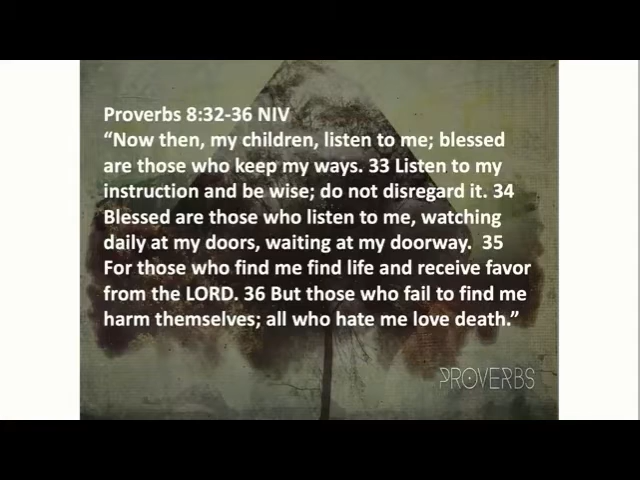 Proverbs 8:32-36 NIV
“Now then, my children, listen to me; blessed
are those who keep my ways. 33 Listen to my
instruction and be wise; do not disregard it. 34
Blessed are those who listen to me, watching
daily at my doors, waiting at my doorway.  35
For those who find me find life and receive favor
from the LORD. 36 But those who fail to find me
harm themselves; all who hate me love death.”
PROVERBS